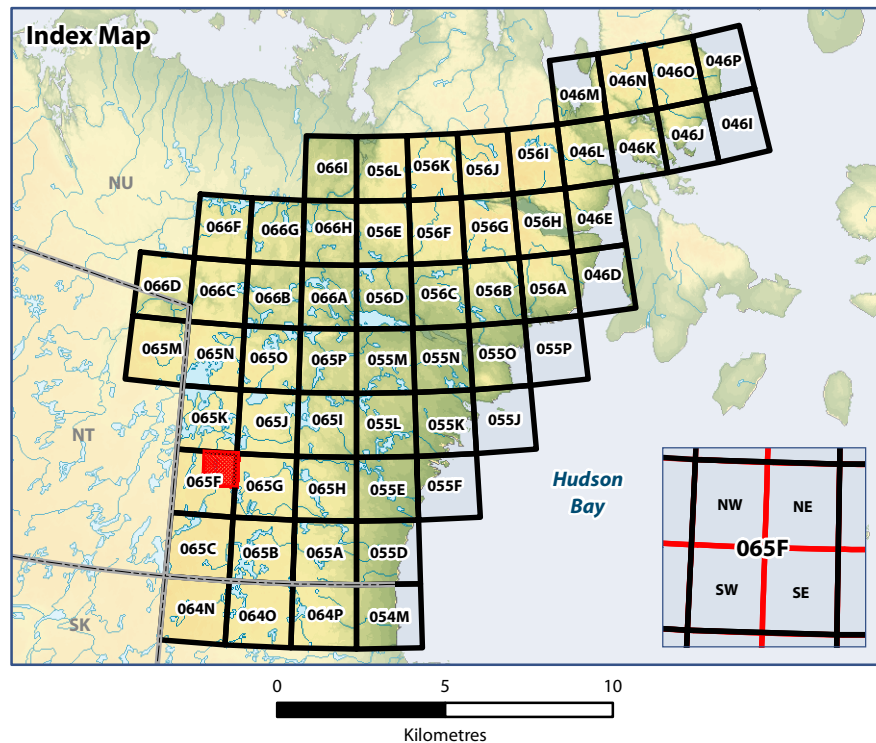 Index Map
046M 046N 046O 046P
066I 056L 056K 056J 056I 046L 046K 046J 046I
NU
066F 066G 066H 056E 056F 056G 056H 046E
066D 066C 066B 066A 056D 056C 056B 056A 046D
065M 065N 065O 065P 055M 055N 055O 055P
NT
065K 065J 065I 055L 055K 055J
065F 065G 065H 055E 055F
Hudson
Bay
065C 065B 065A 055D
SK
064N 064O 064P 054M
NW NE
065F
SW SE
0 5 10
Kilometres